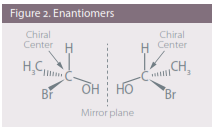 Figure 2. Enantiomers
Chiral
Center
Chiral
Center
H
H
H₃C
CH₃
C
C
Br
OH
HO
Br
Mirror plane